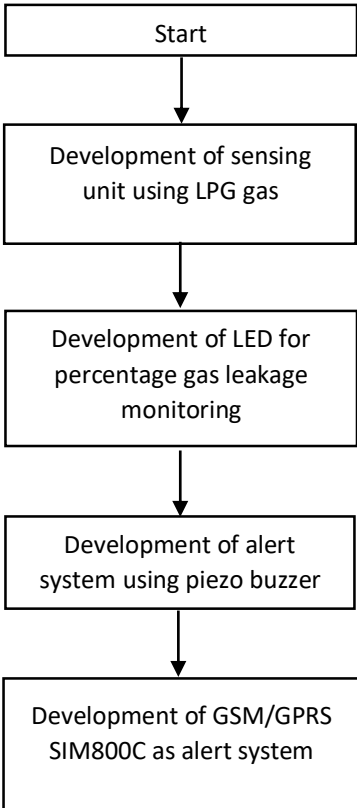 Start
Development of sensing
unit using LPG gas
Development of LED for
percentage gas leakage
monitoring
Development of alert
system using piezo buzzer
Development of GSM/GPRS
SIM800C as alert system